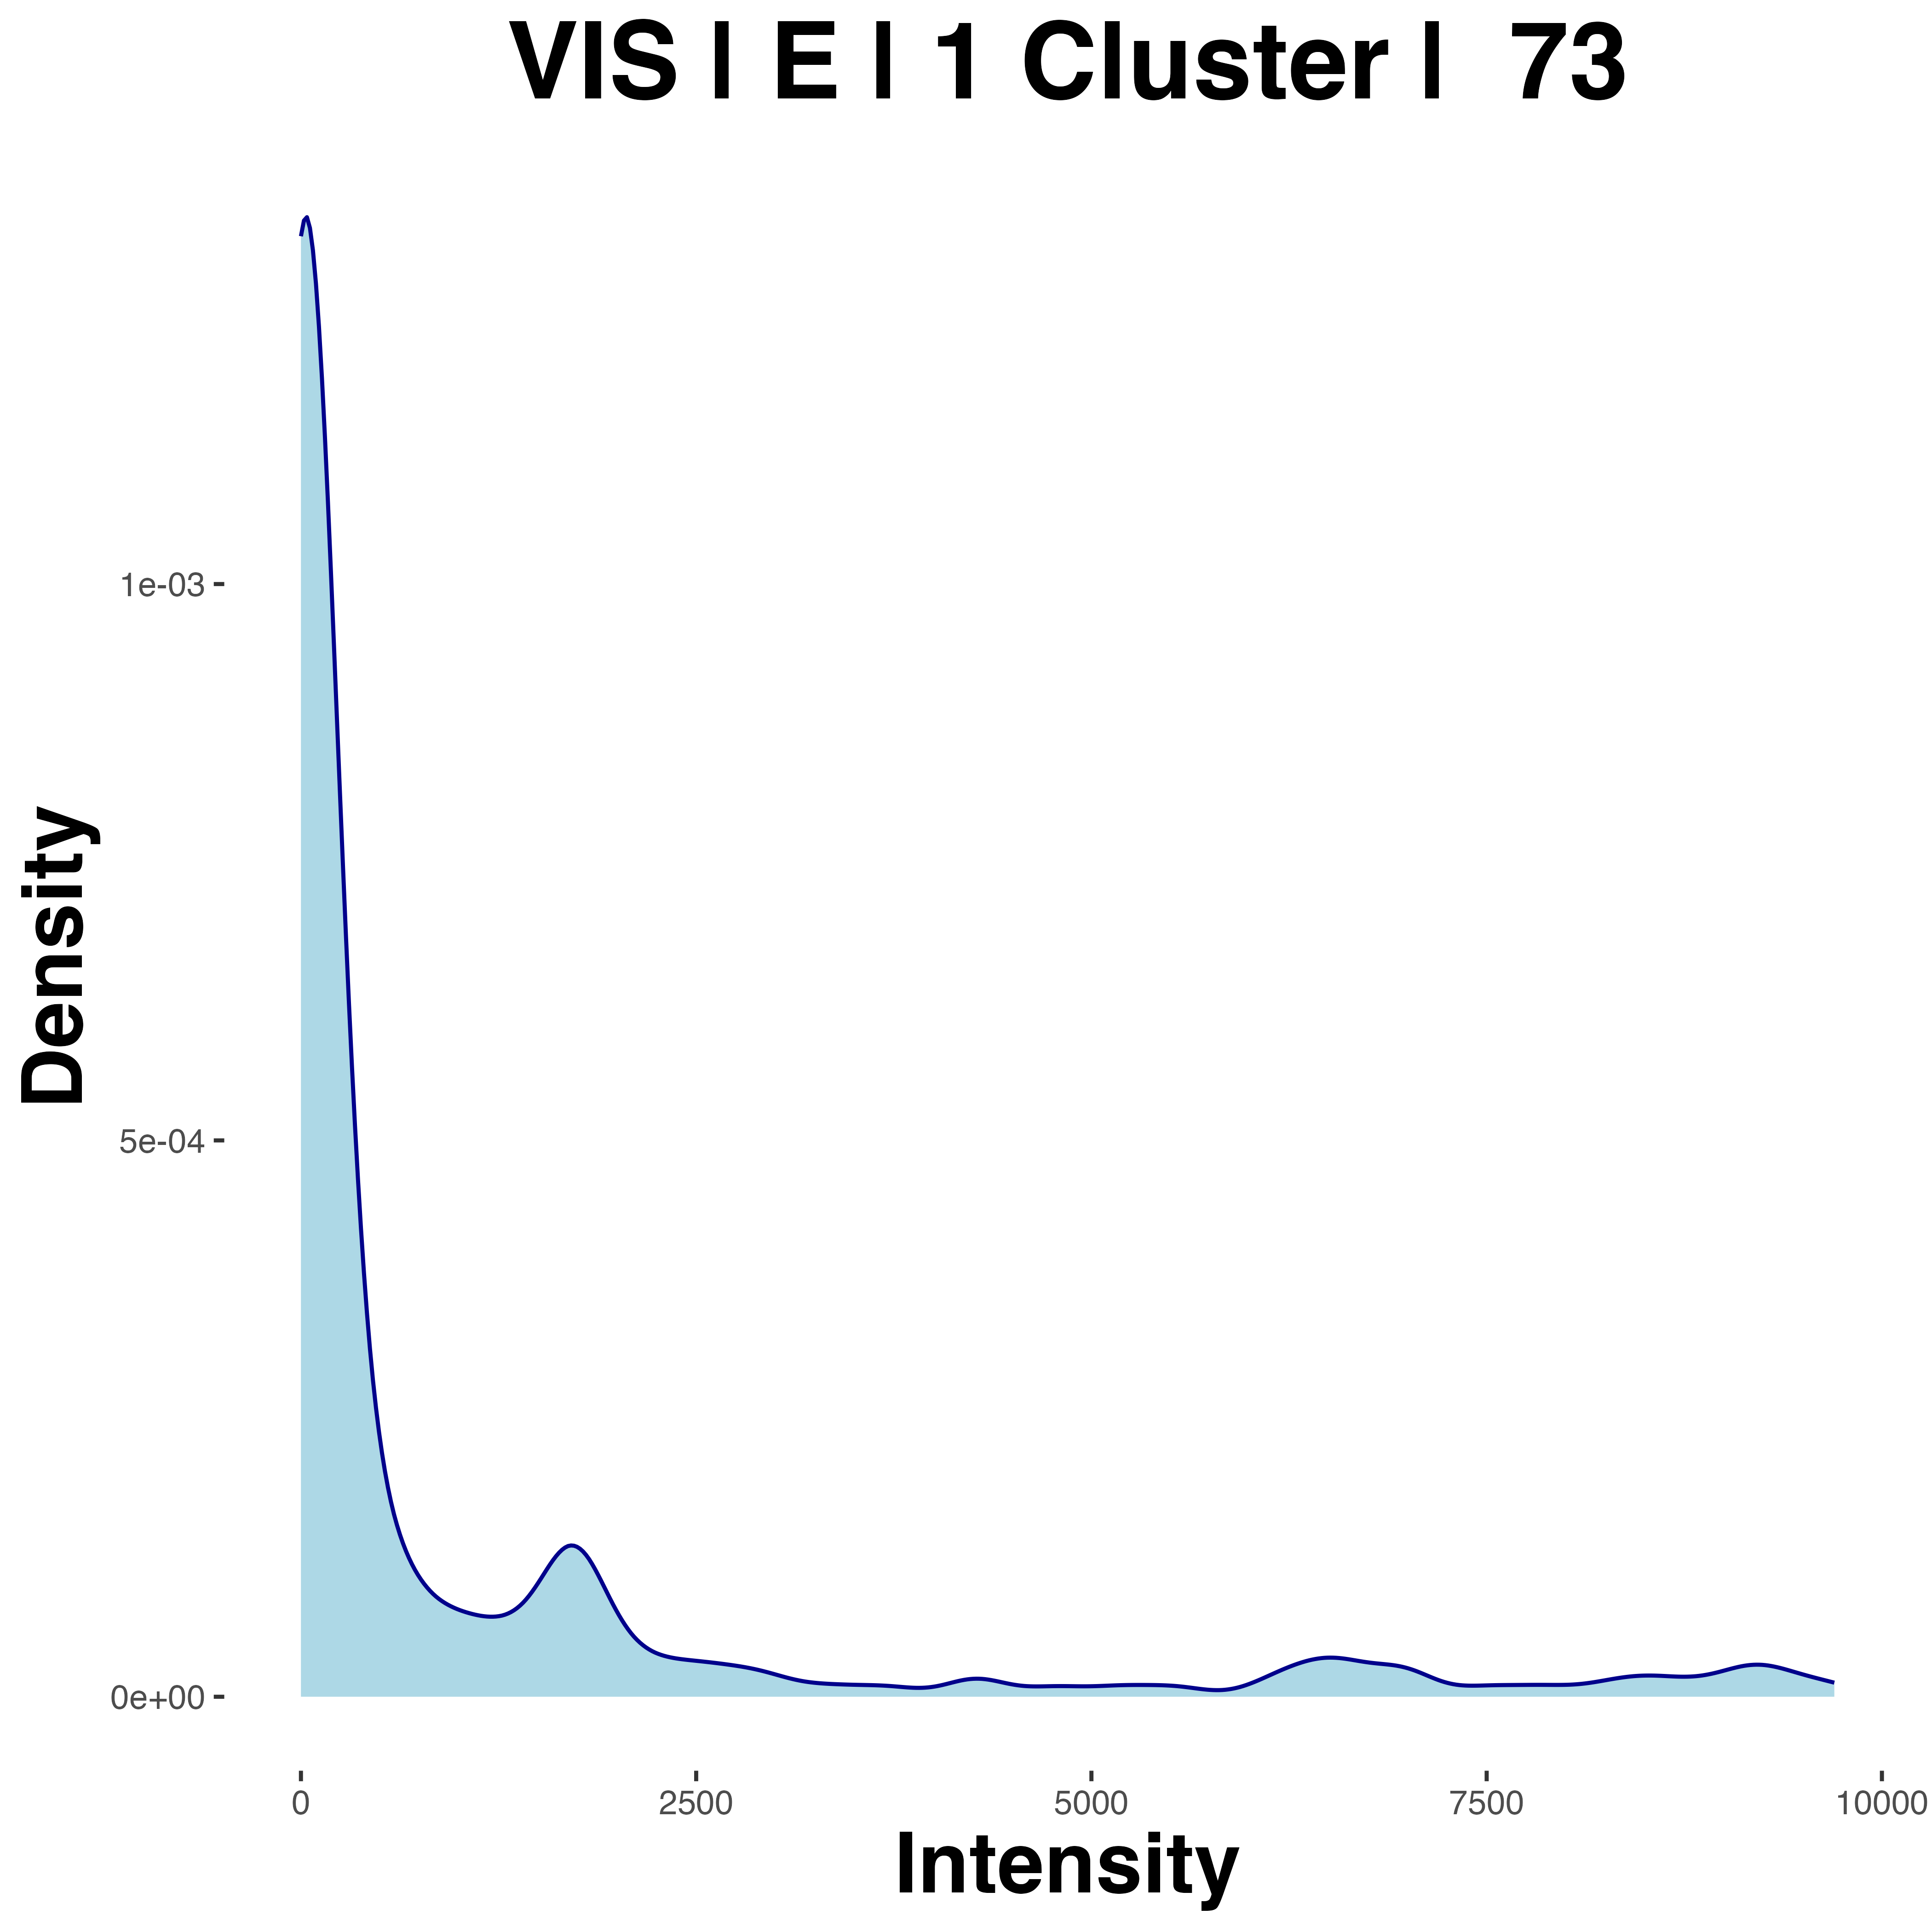 VIS | E | 1 Cluster | 73
1e-03
5e-04
0e+00
Density
0 2500 5000 7500 10000
Intensity